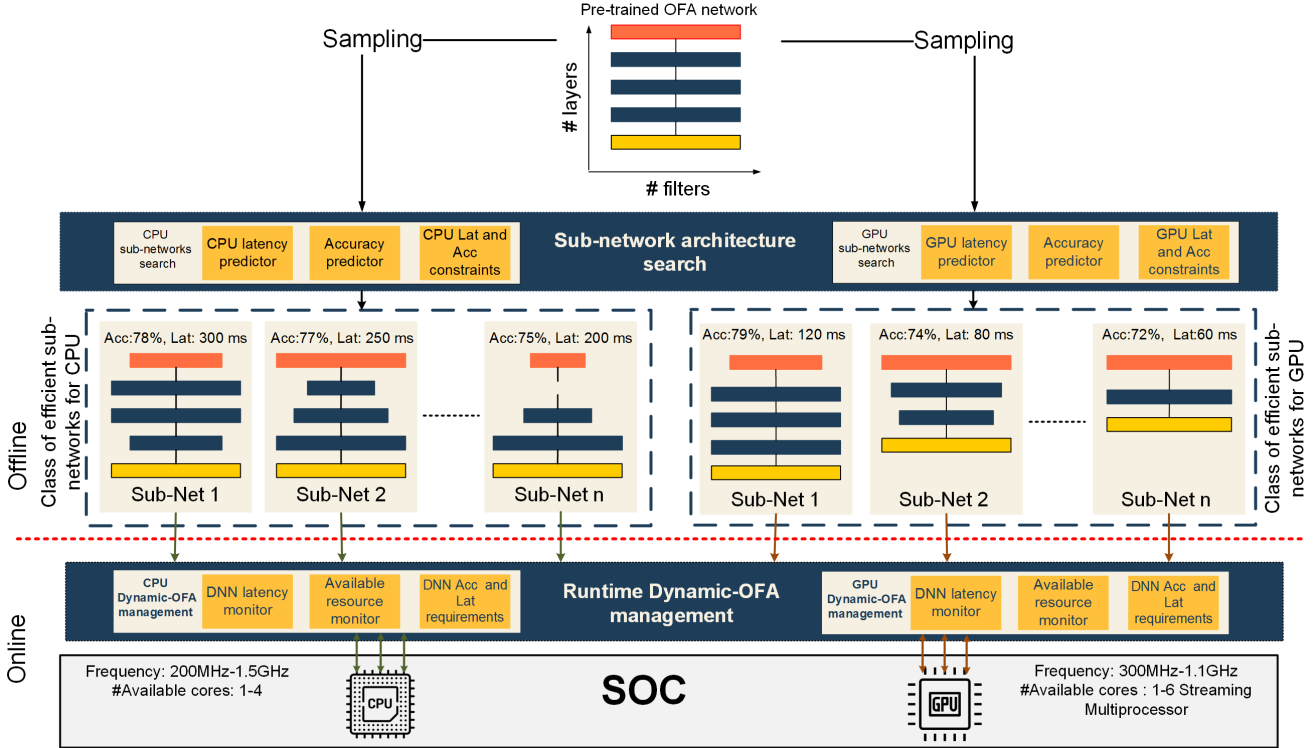 Pre-trained OFA network
Sampling
Sampling
# layers
# filters
CPU
sub-networks
search
CPU latency
predictor
Accuracy
predictor
CPU Lat and
Acc
constraints
Sub-network architecture
search
GPU
sub-networks
search
GPU latency
predictor
Accuracy
predictor
GPU Lat
and Acc
constraints
Offline
Class of efficient sub-
networks for CPU
Acc:78%, Lat: 300 ms
Sub-Net 1
Acc:77%, Lat: 250 ms
Sub-Net 2
Acc:75%, Lat: 200 ms
Sub-Net n
Acc:79%, Lat: 120 ms
Sub-Net 1
Acc:74%, Lat: 80 ms
Sub-Net 2
Acc:72%, Lat:60 ms
Sub-Net n
Class of efficient sub-
networks for GPU
Online
CPU
Dynamic-OFA
management
DNN latency
monitor
Available
resource
monitor
DNN Acc and
Lat
requirements
Runtime Dynamic-OFA
management
GPU
Dynamic-OFA
management
DNN latency
monitor
Available
resource
monitor
DNN Acc and
Lat
requirements
Frequency: 200MHz-1.5GHz
#Available cores: 1-4
CPU
SOC
GPU
Frequency: 300MHz-1.1GHz
#Available cores : 1-6 Streaming
Multiprocessor